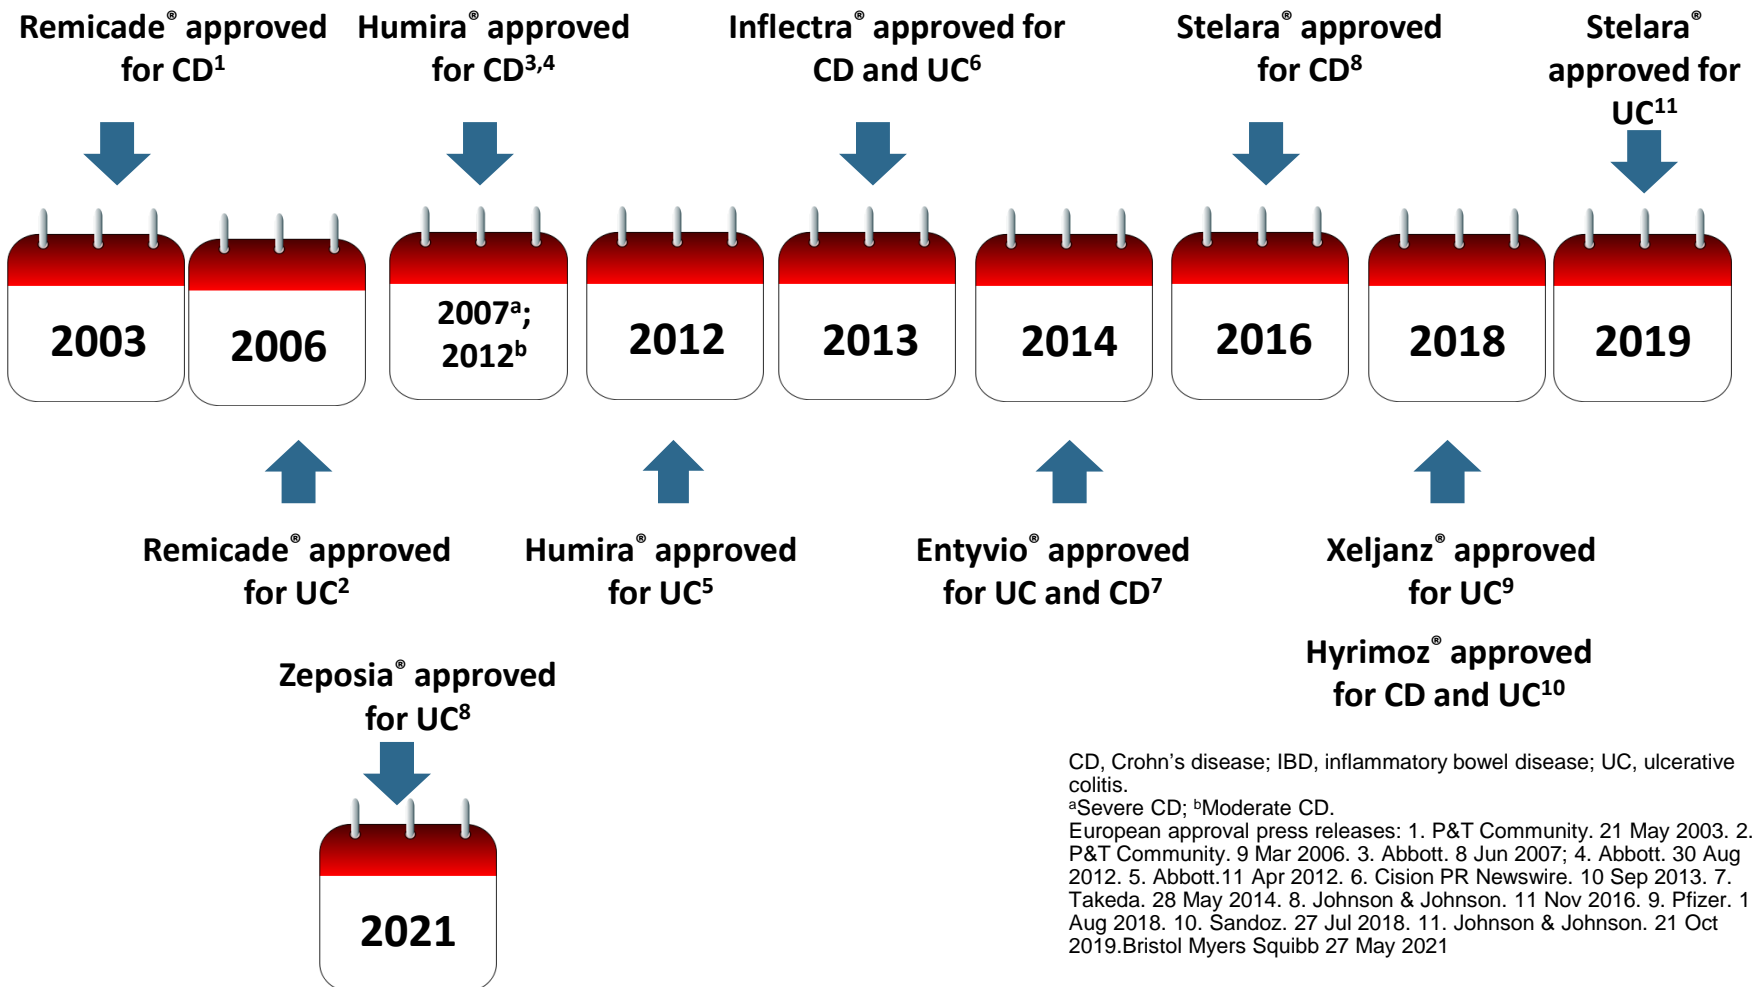 Remicade® approved
for CD¹
Humira® approved
for CD³,⁴
Inflectra® approved for
CD and UC⁶
Stelara® approved
for CD⁸
Stelara®
approved for
UC¹¹
2003
2006
2007ᵃ;
2012ᵇ
2012
2013
2014
2016
2018
2019
Remicade® approved
for UC²
Humira® approved
for UC⁵
Entyvio® approved
for UC and CD⁷
Xeljanz® approved
for UC⁹
Hyrimoz® approved
for CD and UC¹⁰
Zeposia® approved
for UC⁸
2021
CD, Crohn’s disease; IBD, inflammatory bowel disease; UC, ulcerative
colitis.
ᵃSevere CD; ᵇModerate CD.
European approval press releases: 1. P&T Community. 21 May 2003. 2.
P&T Community. 9 Mar 2006. 3. Abbott. 8 Jun 2007; 4. Abbott. 30 Aug
2012. 5. Abbott.11 Apr 2012. 6. Cision PR Newswire. 10 Sep 2013. 7.
Takeda. 28 May 2014. 8. Johnson & Johnson. 11 Nov 2016. 9. Pfizer. 1
Aug 2018. 10. Sandoz. 27 Jul 2018. 11. Johnson & Johnson. 21 Oct
2019.Bristol Myers Squibb 27 May 2021